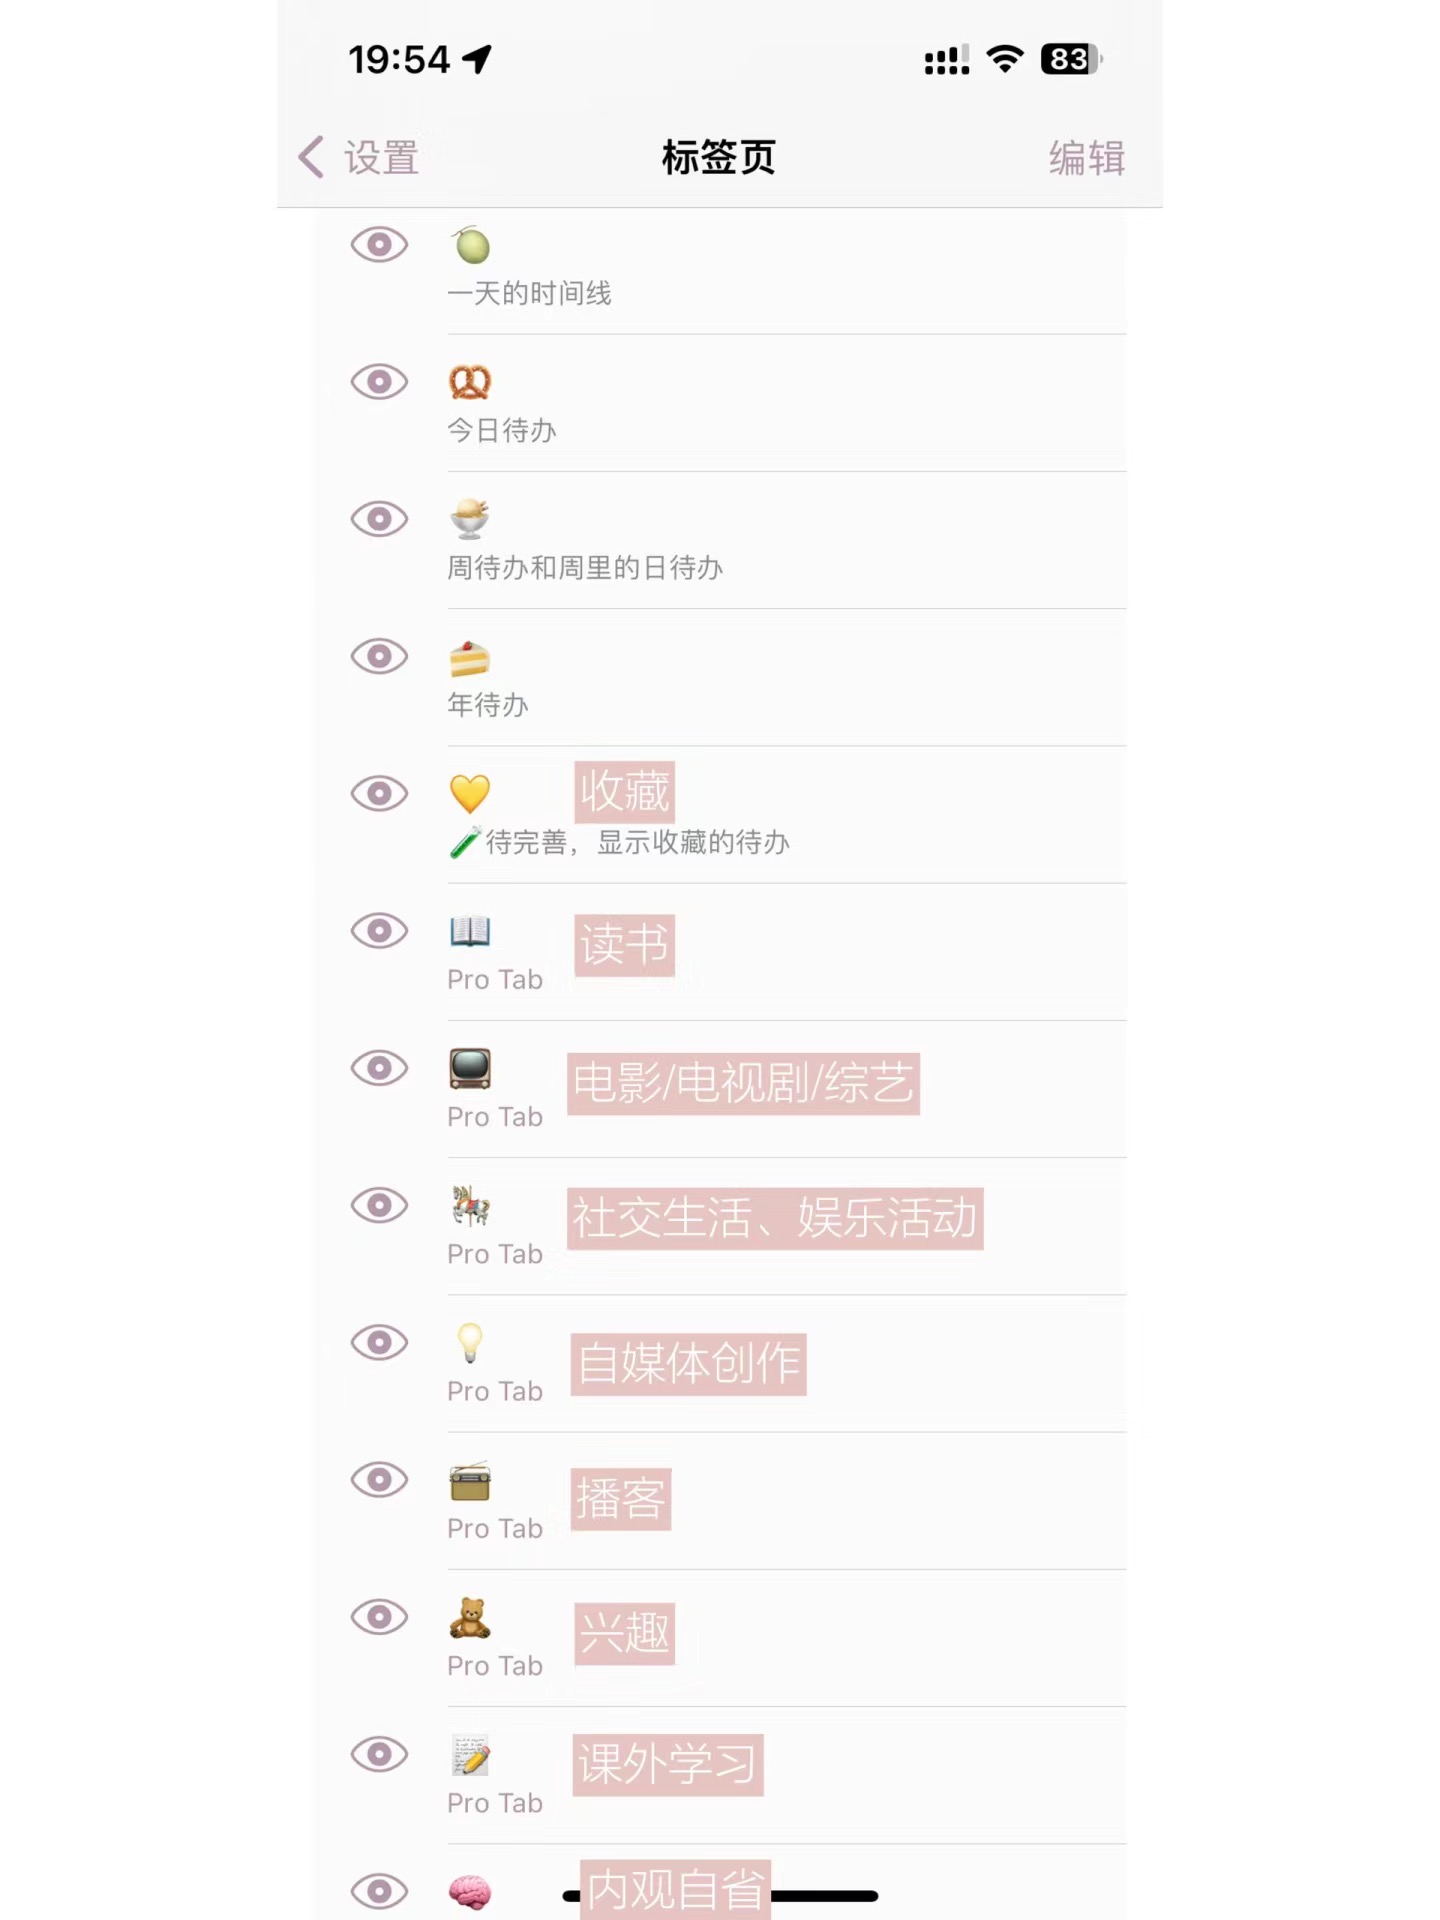 19:54
83
设置
标签页
编辑
一天的时间线
今日待办
周待办和周里的日待办
年待办
收藏
待完善，显示收藏的待办
读书
Pro Tab
电影/电视剧/综艺
Pro Tab
社交生活、娱乐活动
Pro Tab
自媒体创作
Pro Tab
播客
Pro Tab
兴趣
Pro Tab
课外学习
Pro Tab
内观自省